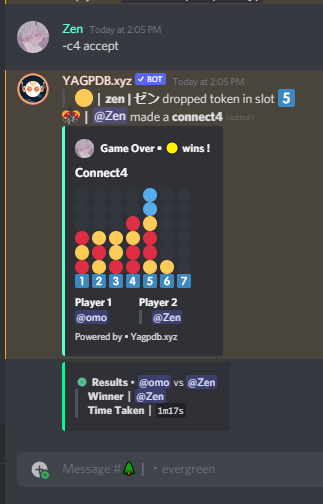 Zen Today at 2:05 PM
-c4 accept
YAGPDB.xyz ✓ BOT Today at 2:05 PM
| zen | ゼン dropped token in slot 5
| @Zen made a connect4 (edited)
Game Over • 🟡 wins !
Connect4
1 2 3 4 5 6 7
Player 1 Player 2
@omo @Zen
Powered by • Yagpdb.xyz
Results • @omo vs @Zen
Winner | @Zen
Time Taken | 1m17s
Message #🌲 | ・evergreen